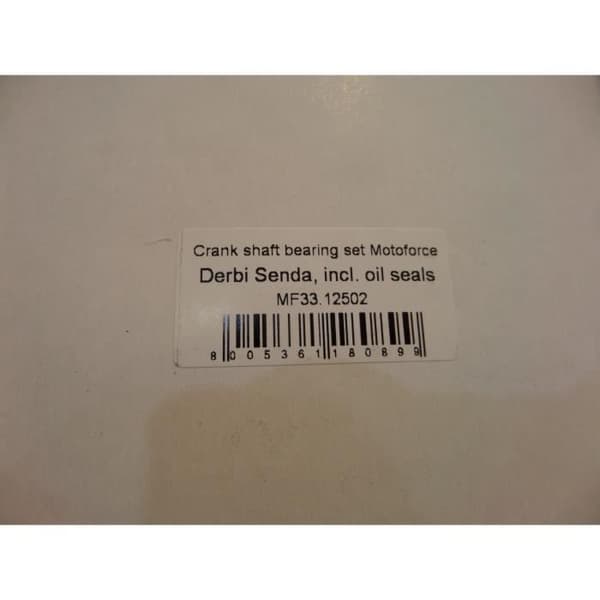 Crank shaft bearing set Motoforce
Derbi Senda, incl. oil seals
MF33.12502
8 005361 180899